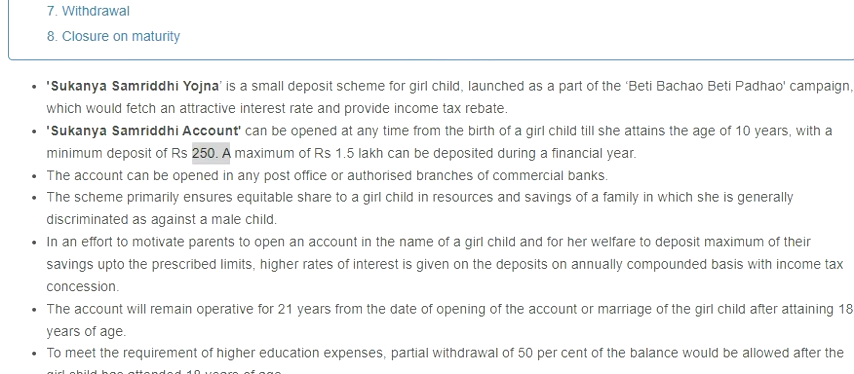 7. Withdrawal
8. Closure on maturity
• 'Sukanya Samriddhi Yojna' is a small deposit scheme for girl child, launched as a part of the 'Beti Bachao Beti Padhao' campaign,
which would fetch an attractive interest rate and provide income tax rebate.
• 'Sukanya Samriddhi Account' can be opened at any time from the birth of a girl child till she attains the age of 10 years, with a
minimum deposit of Rs 250. A maximum of Rs 1.5 lakh can be deposited during a financial year.
• The account can be opened in any post office or authorised branches of commercial banks.
• The scheme primarily ensures equitable share to a girl child in resources and savings of a family in which she is generally
discriminated as against a male child.
• In an effort to motivate parents to open an account in the name of a girl child and for her welfare to deposit maximum of their
savings upto the prescribed limits, higher rates of interest is given on the deposits on annually compounded basis with income tax
concession.
• The account will remain operative for 21 years from the date of opening of the account or marriage of the girl child after attaining 18
years of age.
• To meet the requirement of higher education expenses, partial withdrawal of 50 per cent of the balance would be allowed after the
girl child has attended 18 years of age.